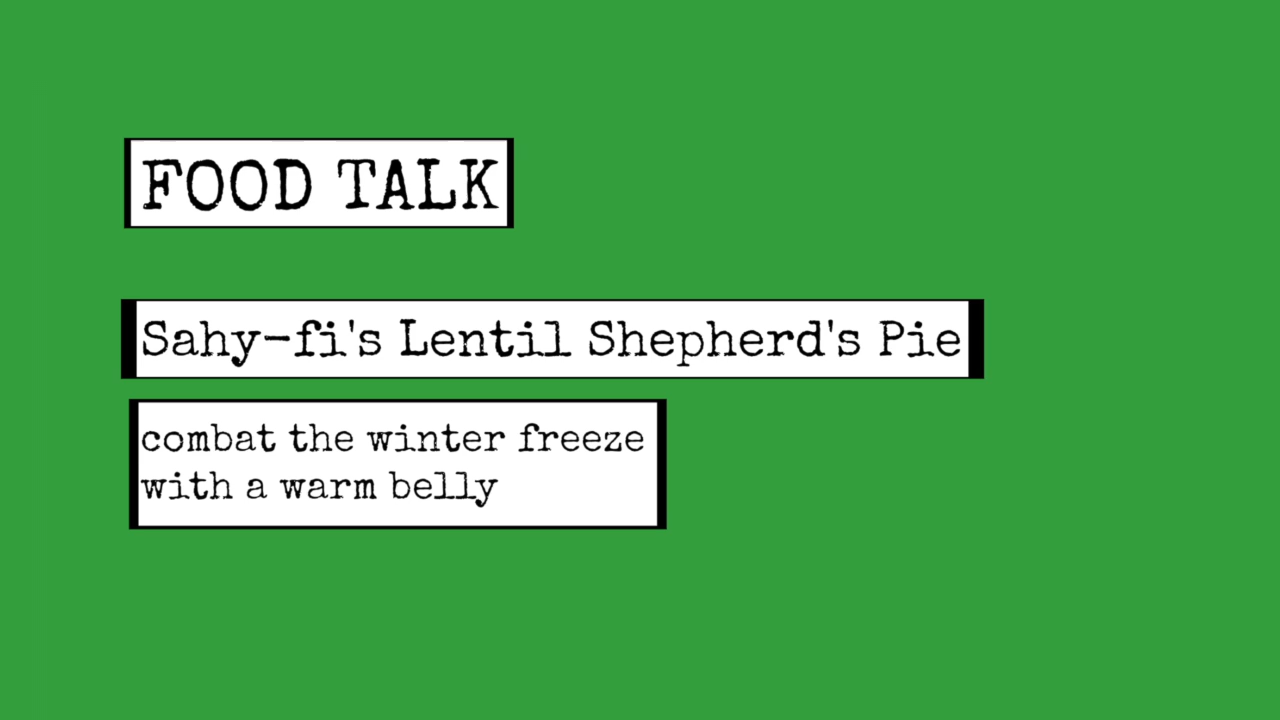 FOOD TALK
Sahy-fi's Lentil Shepherd's Pie
combat the winter freeze
with a warm belly